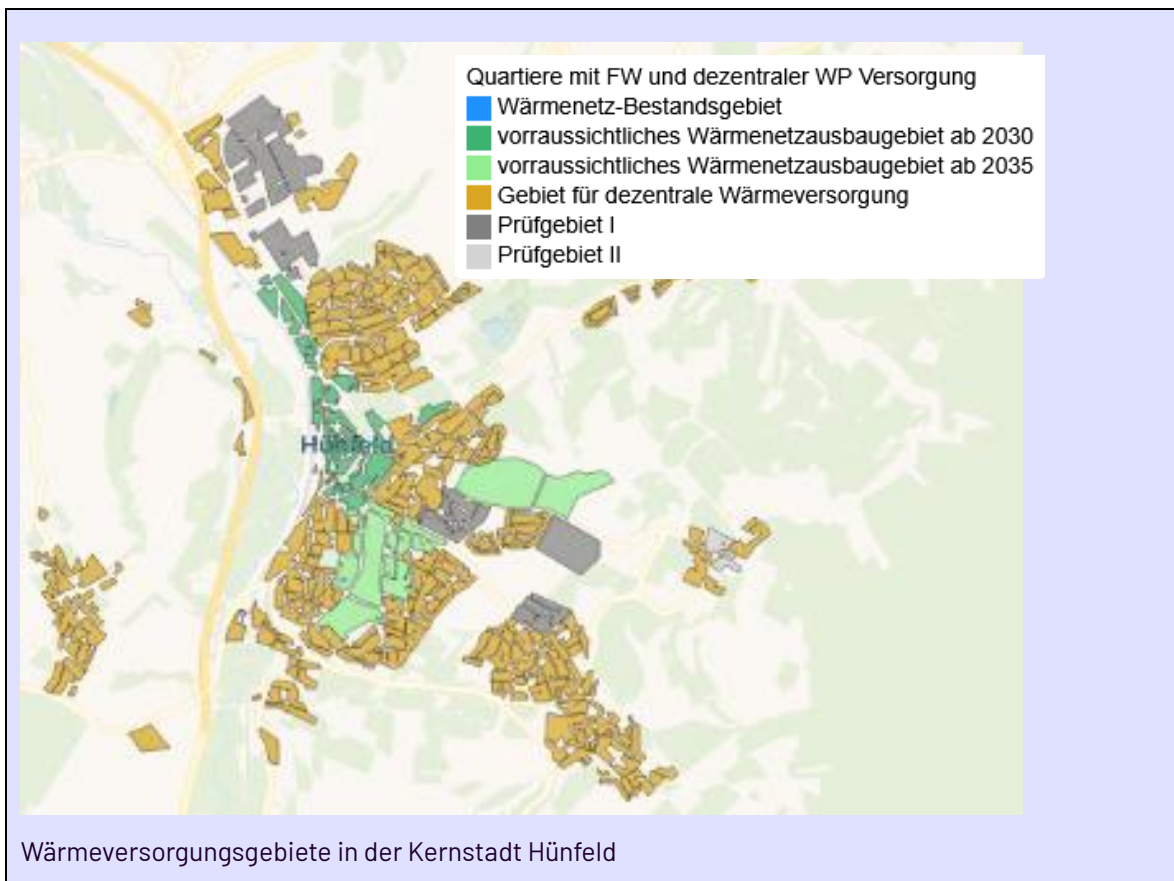 Quartiere mit FW und dezentraler WP Versorgung
Wärmenetz-Bestandsgebiet
vorraussichtliches Wärmenetzausbaugebiet ab 2030
vorraussichtliches Wärmenetzausbaugebiet ab 2035
Gebiet für dezentrale Wärmeversorgung
Prüfgebiet I
Prüfgebiet II
Hünfeld
Wärmeversorgungsgebiete in der Kernstadt Hünfeld